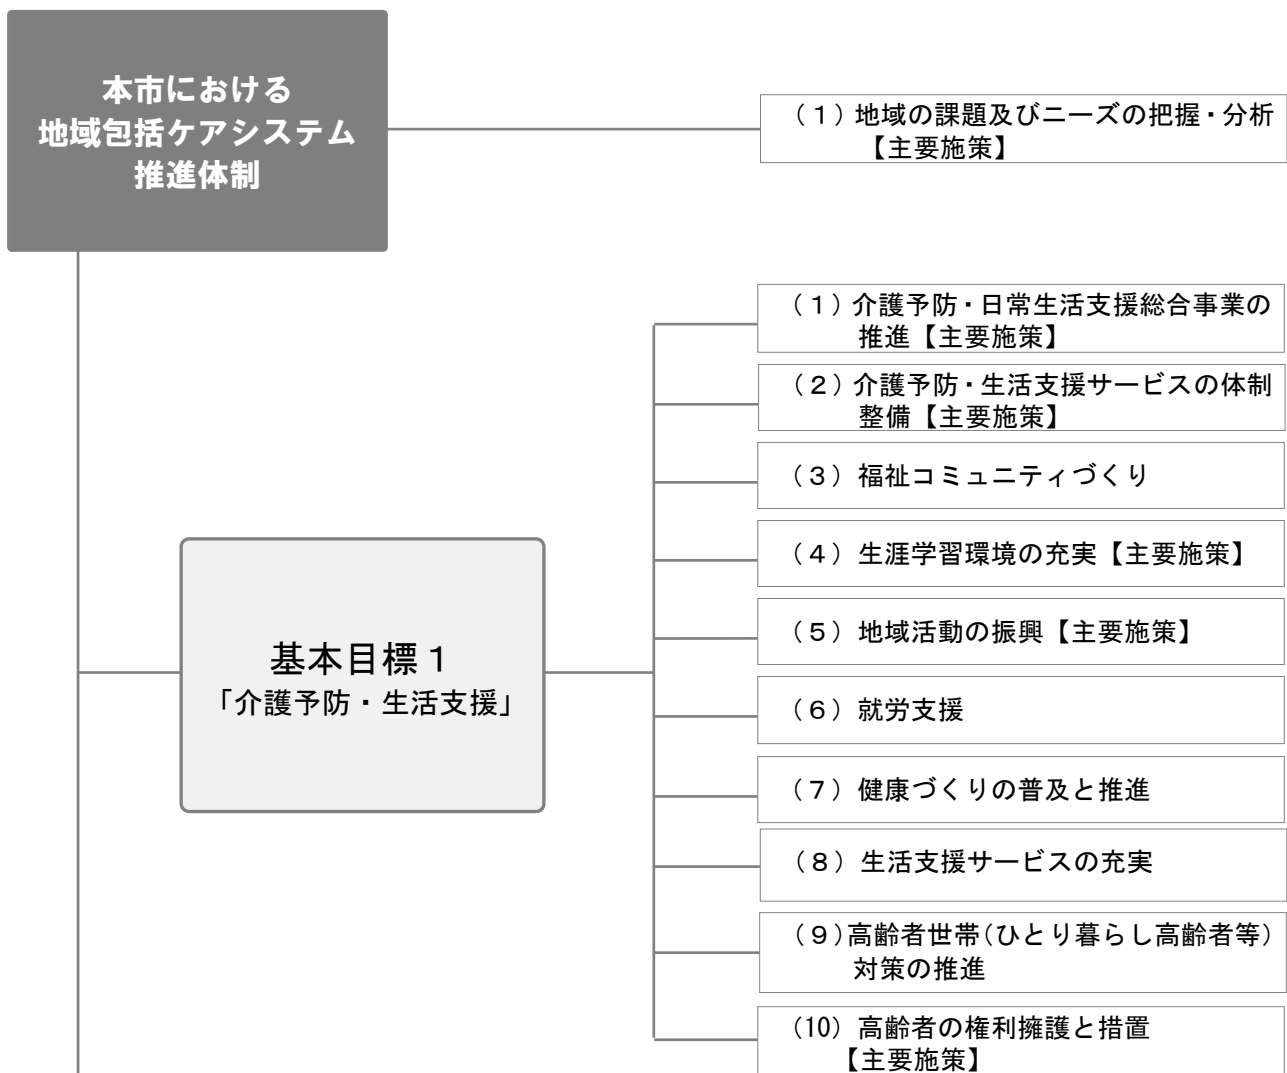 本市における
地域包括ケアシステム
推進体制
（１）地域の課題及びニーズの把握・分析
【主要施策】
（１）介護予防・日常生活支援総合事業の
推進【主要施策】
（２）介護予防・生活支援サービスの体制
整備【主要施策】
（３）福祉コミュニティづくり
（４）生涯学習環境の充実【主要施策】
基本目標１
「介護予防・生活支援」
（５）地域活動の振興【主要施策】
（６）就労支援
（７）健康づくりの普及と推進
（８）生活支援サービスの充実
（９）高齢者世帯（ひとり暮らし高齢者等）
対策の推進
（10）高齢者の権利擁護と措置
【主要施策】